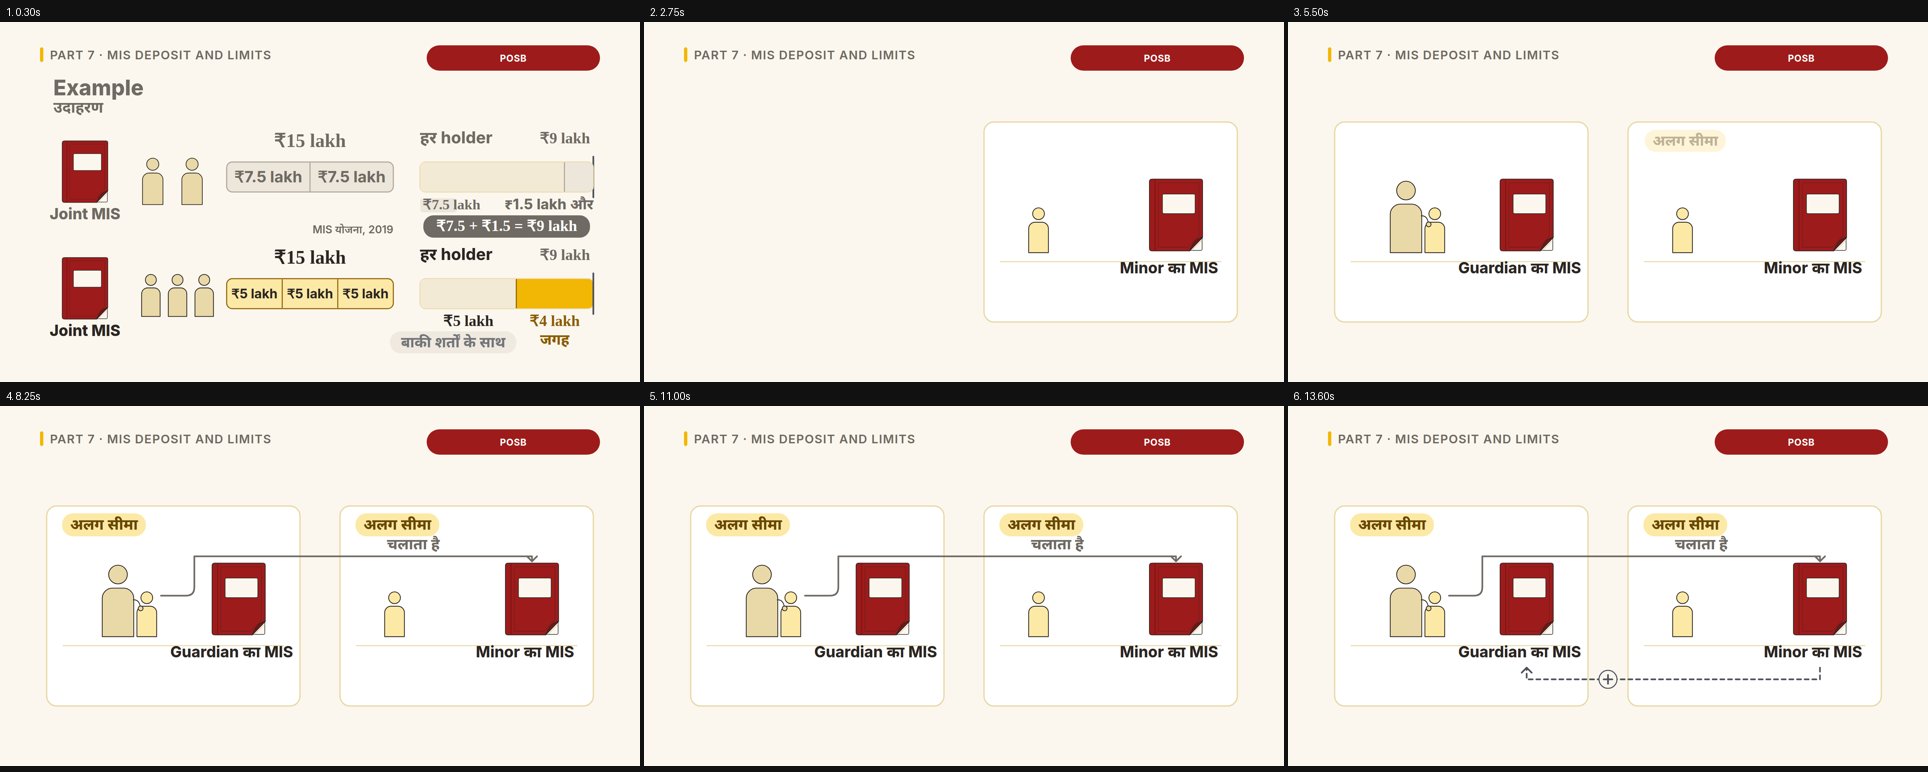 1. 0.30s
PART 7 · MIS DEPOSIT AND LIMITS
POSB
Example
उदाहरण
₹15 lakh
हर holder
₹9 lakh
₹7.5 lakh
₹7.5 lakh
Joint MIS
₹7.5 lakh
₹1.5 lakh और
₹7.5 + ₹1.5 = ₹9 lakh
MIS योजना, 2019
₹15 lakh
हर holder
₹9 lakh
₹5 lakh
₹5 lakh
₹5 lakh
Joint MIS
₹5 lakh
₹4 lakh
जगह
बाकी शर्तों के साथ
2. 2.75s
PART 7 · MIS DEPOSIT AND LIMITS
POSB
Minor का MIS
3. 5.50s
PART 7 · MIS DEPOSIT AND LIMITS
POSB
अलग सीमा
Guardian का MIS
Minor का MIS
4. 8.25s
PART 7 · MIS DEPOSIT AND LIMITS
POSB
अलग सीमा
अलग सीमा
चलाता है
Guardian का MIS
Minor का MIS
5. 11.00s
PART 7 · MIS DEPOSIT AND LIMITS
POSB
अलग सीमा
अलग सीमा
चलाता है
Guardian का MIS
Minor का MIS
6. 13.60s
PART 7 · MIS DEPOSIT AND LIMITS
POSB
अलग सीमा
अलग सीमा
चलाता है
Guardian का MIS
Minor का MIS